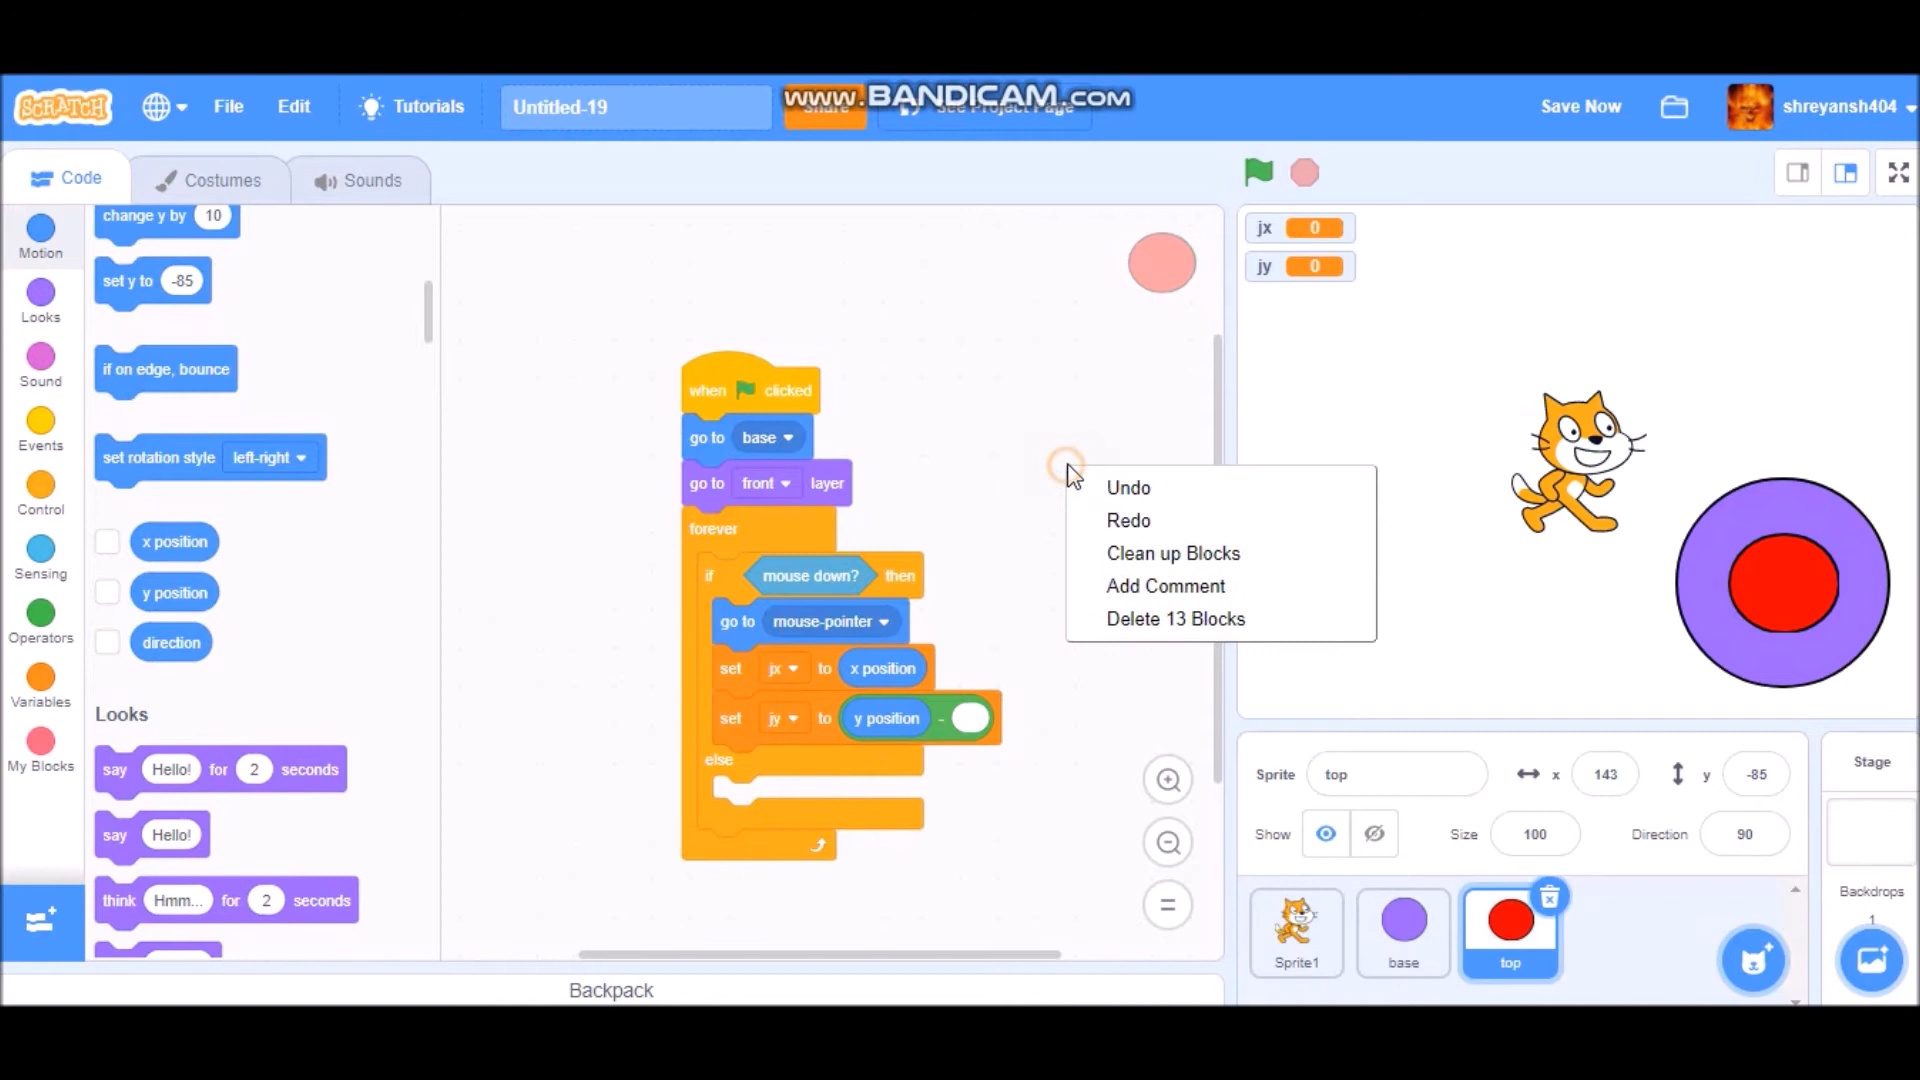 www.BANDICAM.com
SCRATCH
File
Edit
Tutorials
Untitled-19
Share
See Project Page
Save Now
shreyansh404
Code
Costumes
Sounds
Motion
Looks
Sound
Events
Control
Sensing
Operators
Variables
My Blocks
change y by 10
set y to -85
if on edge, bounce
set rotation style left-right
x position
y position
direction
Looks
say Hello! for 2 seconds
say Hello!
think Hmm... for 2 seconds
when clicked
go to base
go to front layer
forever
if mouse down? then
go to mouse-pointer
set jx to x position
set jy to y position -
else
Undo
Redo
Clean up Blocks
Add Comment
Delete 13 Blocks
Backpack
jx 0
jy 0
Sprite top x 143 y -85
Show Size 100 Direction 90
Sprite1
base
top
Stage
Backdrops
1